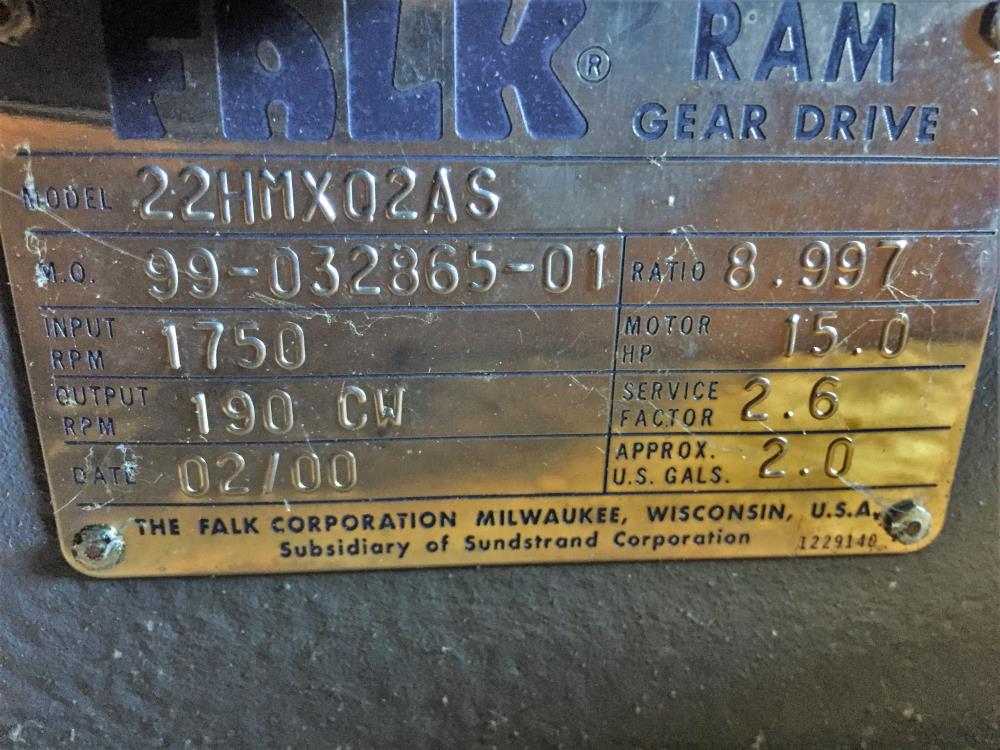 FALK® RAM
GEAR DRIVE
MODEL 22HMXQ2AS
M.O. 99-032865-01 RATIO 8.997
INPUT RPM 1750 MOTOR HP 15.0
OUTPUT RPM 190 CW SERVICE FACTOR 2.6
DATE 02/00 APPROX. U.S. GALS. 2.0
THE FALK CORPORATION MILWAUKEE, WISCONSIN, U.S.A.
Subsidiary of Sundstrand Corporation 1229140